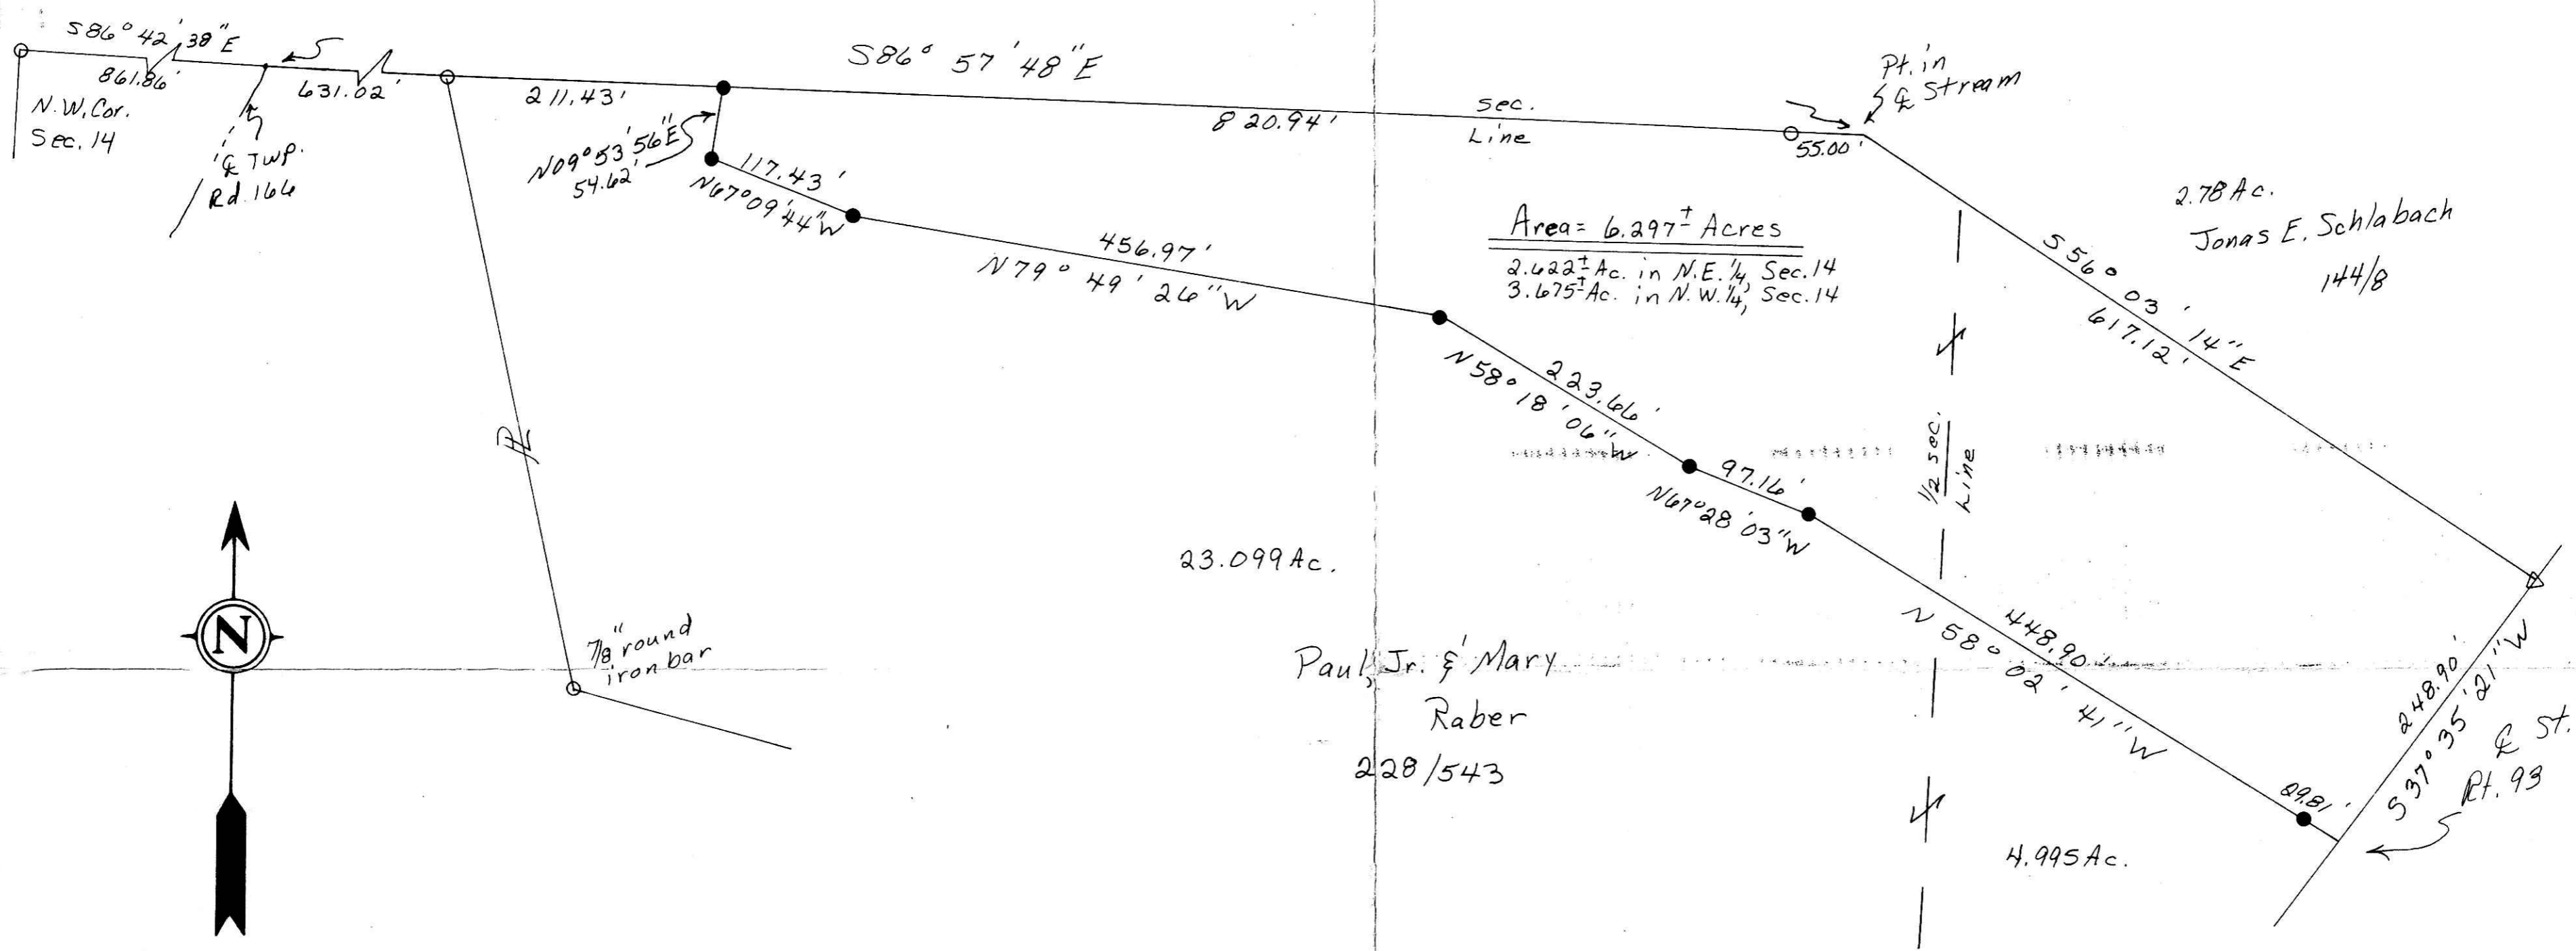 S86° 42' 38" E
861.86'
N.W. Cor.
Sec. 14
℄ Twp.
Rd. 166
631.02'
211.43'
S86° 57' 48" E
820.94'
Sec.
Line
55.00'
Pt. in
℄ Stream
N09° 53' 56" E
54.62'
117.43'
N67° 09' 44" W
456.97'
N79° 49' 26" W
Area = 6.297± Acres
2.622± Ac. in N.E. 1/4, Sec. 14
3.675± Ac. in N.W. 1/4, Sec. 14
2.78 Ac.
Jonas E. Schlabach
144/8
S56° 03' 14" E
617.12'
223.66'
N58° 18' 06" W
97.16'
N67° 28' 03" W
1/2 Sec.
Line
PL
23.099 Ac.
N
7/8" round
iron bar
Paul, Jr. & Mary
Raber
228/543
448.90'
N58° 02' 41" W
29.81'
248.90'
S37° 35' 21" W
℄ St.
Rt. 93
4.995 Ac.